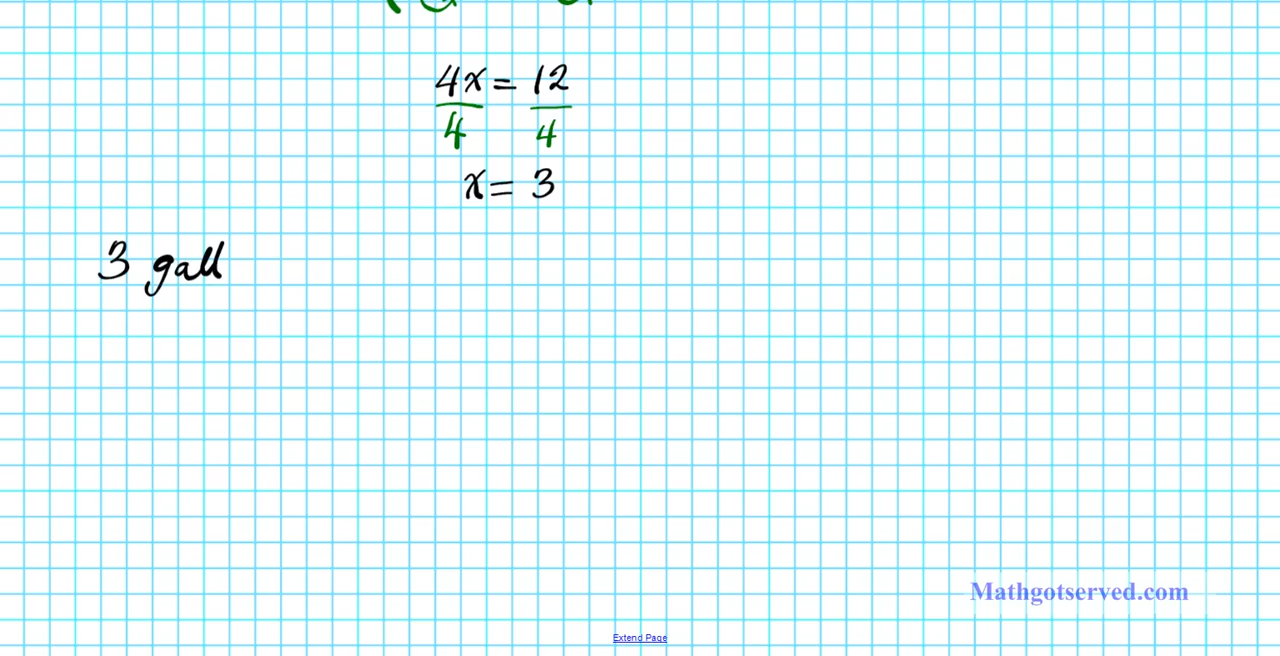 4x = 12
4 4
x = 3
3 gall
Mathgotserved.com
Extend Page